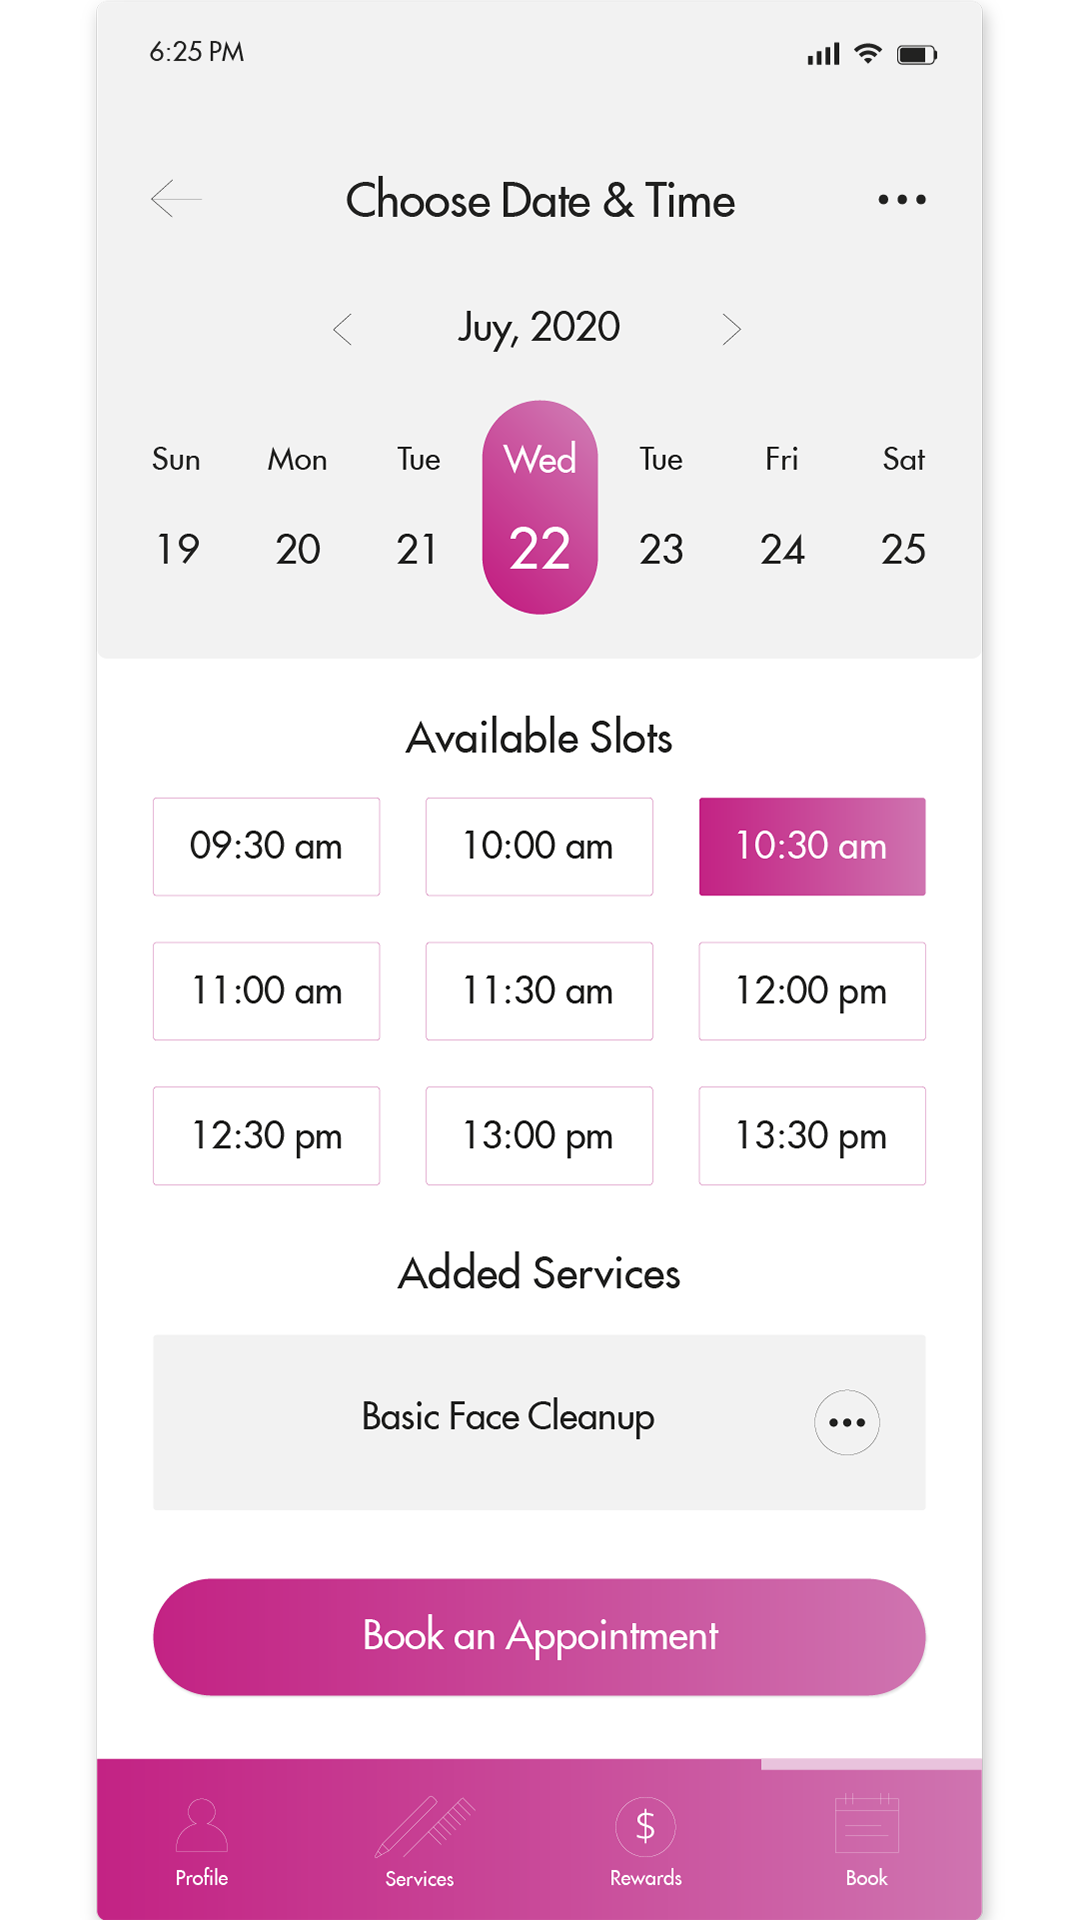 6:25 PM
Choose Date & Time
Juy, 2020
Sun Mon Tue Wed Tue Fri Sat
19 20 21 22 23 24 25
Available Slots
09:30 am 10:00 am 10:30 am
11:00 am 11:30 am 12:00 pm
12:30 pm 13:00 pm 13:30 pm
Added Services
Basic Face Cleanup
Book an Appointment
$
Profile Services Rewards Book